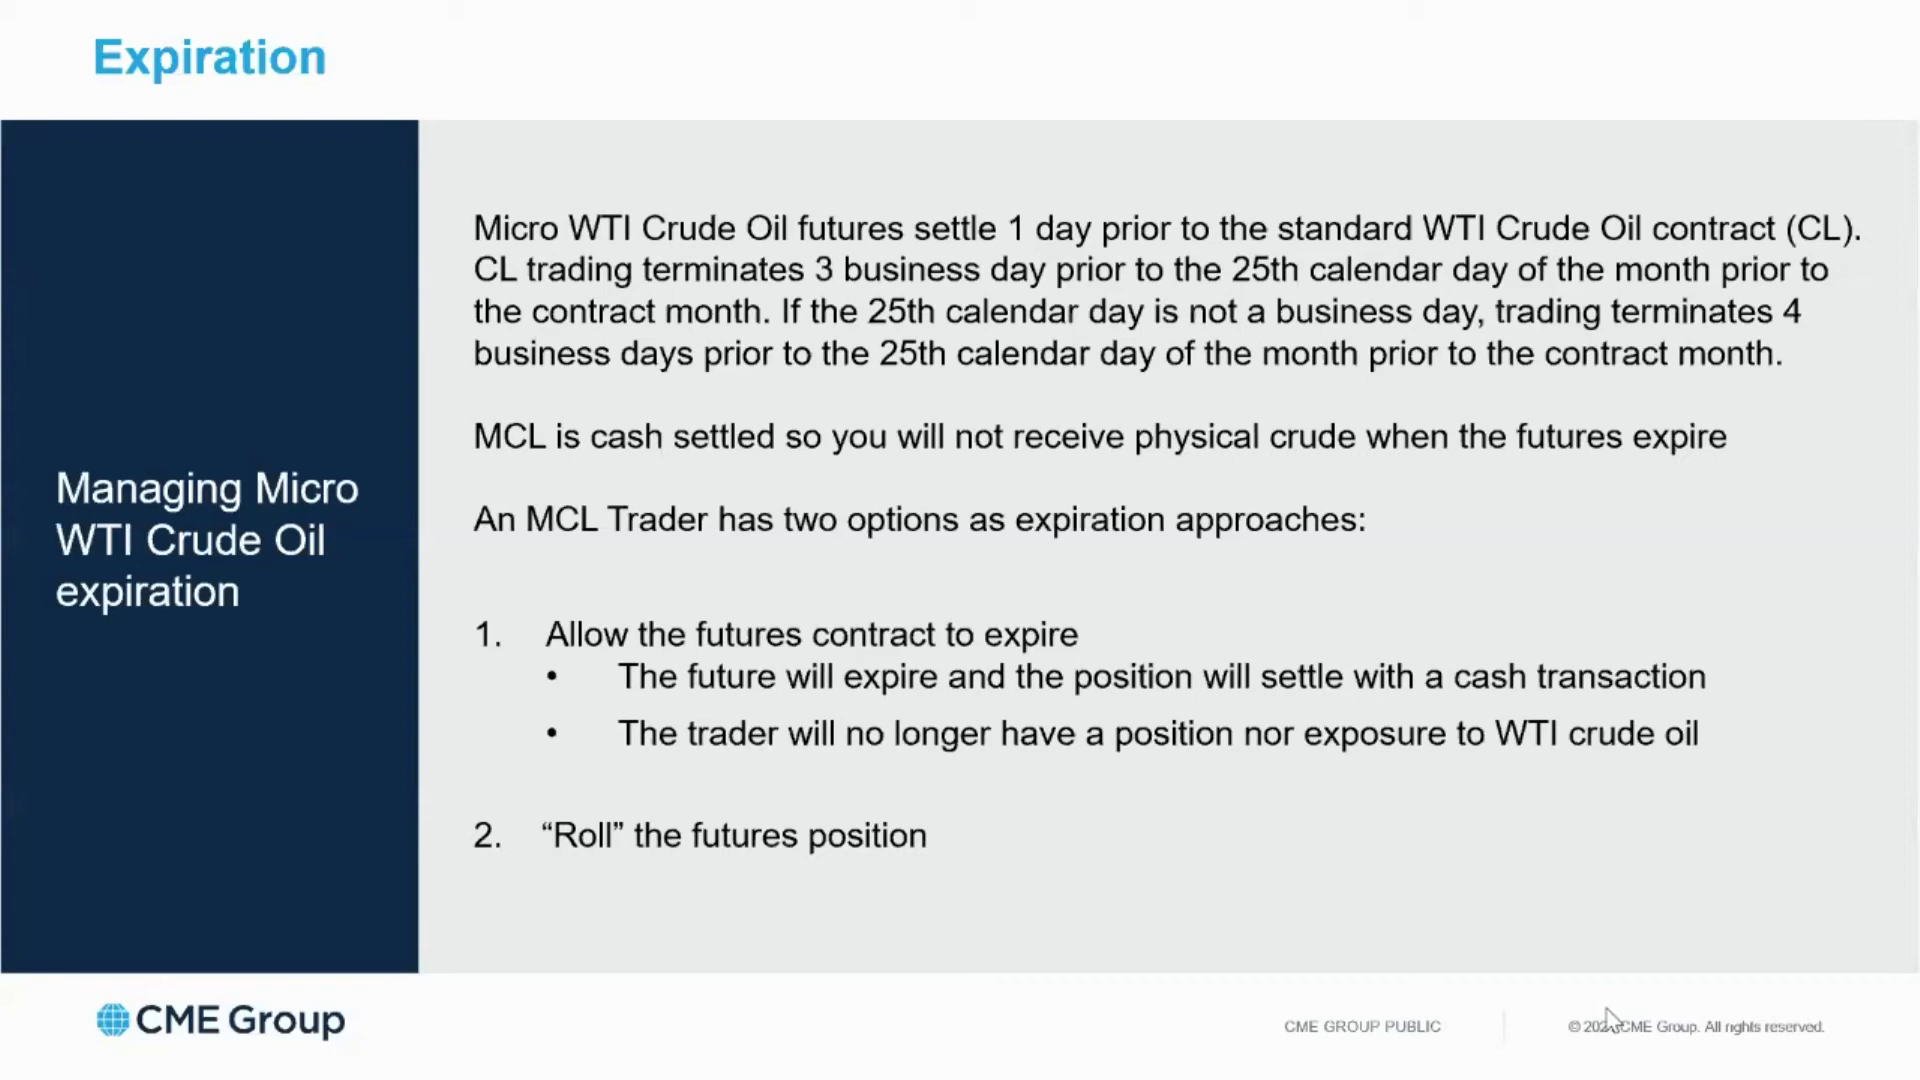 Expiration
Managing Micro
WTI Crude Oil
expiration
Micro WTI Crude Oil futures settle 1 day prior to the standard WTI Crude Oil contract (CL).
CL trading terminates 3 business day prior to the 25th calendar day of the month prior to
the contract month. If the 25th calendar day is not a business day, trading terminates 4
business days prior to the 25th calendar day of the month prior to the contract month.
MCL is cash settled so you will not receive physical crude when the futures expire
An MCL Trader has two options as expiration approaches:
1. Allow the futures contract to expire
• The future will expire and the position will settle with a cash transaction
• The trader will no longer have a position nor exposure to WTI crude oil
2. “Roll” the futures position
CME Group
CME GROUP PUBLIC
© CME Group. All rights reserved.